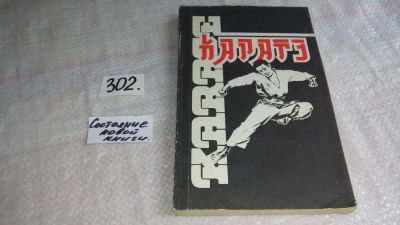 302.
Состояние
новой
книги.
KARATE
КАРАТЭ